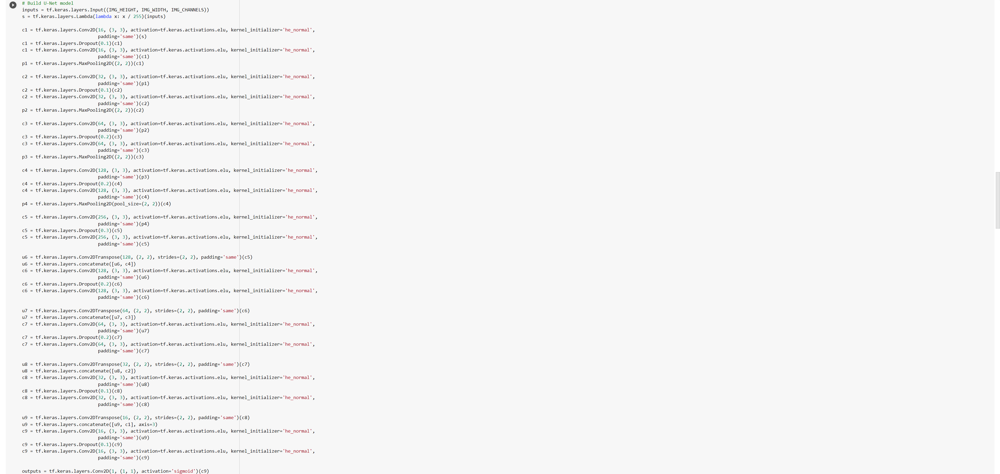 # Build U-Net model
inputs = tf.keras.layers.Input((IMG_HEIGHT, IMG_WIDTH, IMG_CHANNELS))
s = tf.keras.layers.Lambda(lambda x: x / 255)(inputs)

c1 = tf.keras.layers.Conv2D(16, (3, 3), activation=tf.keras.activations.elu, kernel_initializer='he_normal',
                            padding='same')(s)
c1 = tf.keras.layers.Dropout(0.1)(c1)
c1 = tf.keras.layers.Conv2D(16, (3, 3), activation=tf.keras.activations.elu, kernel_initializer='he_normal',
                            padding='same')(c1)
p1 = tf.keras.layers.MaxPooling2D((2, 2))(c1)

c2 = tf.keras.layers.Conv2D(32, (3, 3), activation=tf.keras.activations.elu, kernel_initializer='he_normal',
                            padding='same')(p1)
c2 = tf.keras.layers.Dropout(0.1)(c2)
c2 = tf.keras.layers.Conv2D(32, (3, 3), activation=tf.keras.activations.elu, kernel_initializer='he_normal',
                            padding='same')(c2)
p2 = tf.keras.layers.MaxPooling2D((2, 2))(c2)

c3 = tf.keras.layers.Conv2D(64, (3, 3), activation=tf.keras.activations.elu, kernel_initializer='he_normal',
                            padding='same')(p2)
c3 = tf.keras.layers.Dropout(0.2)(c3)
c3 = tf.keras.layers.Conv2D(64, (3, 3), activation=tf.keras.activations.elu, kernel_initializer='he_normal',
                            padding='same')(c3)
p3 = tf.keras.layers.MaxPooling2D((2, 2))(c3)

c4 = tf.keras.layers.Conv2D(128, (3, 3), activation=tf.keras.activations.elu, kernel_initializer='he_normal',
                            padding='same')(p3)
c4 = tf.keras.layers.Dropout(0.2)(c4)
c4 = tf.keras.layers.Conv2D(128, (3, 3), activation=tf.keras.activations.elu, kernel_initializer='he_normal',
                            padding='same')(c4)
p4 = tf.keras.layers.MaxPooling2D(pool_size=(2, 2))(c4)

c5 = tf.keras.layers.Conv2D(256, (3, 3), activation=tf.keras.activations.elu, kernel_initializer='he_normal',
                            padding='same')(p4)
c5 = tf.keras.layers.Dropout(0.3)(c5)
c5 = tf.keras.layers.Conv2D(256, (3, 3), activation=tf.keras.activations.elu, kernel_initializer='he_normal',
                            padding='same')(c5)

u6 = tf.keras.layers.Conv2DTranspose(128, (2, 2), strides=(2, 2), padding='same')(c5)
u6 = tf.keras.layers.concatenate([u6, c4])
c6 = tf.keras.layers.Conv2D(128, (3, 3), activation=tf.keras.activations.elu, kernel_initializer='he_normal',
                            padding='same')(u6)
c6 = tf.keras.layers.Dropout(0.2)(c6)
c6 = tf.keras.layers.Conv2D(128, (3, 3), activation=tf.keras.activations.elu, kernel_initializer='he_normal',
                            padding='same')(c6)

u7 = tf.keras.layers.Conv2DTranspose(64, (2, 2), strides=(2, 2), padding='same')(c6)
u7 = tf.keras.layers.concatenate([u7, c3])
c7 = tf.keras.layers.Conv2D(64, (3, 3), activation=tf.keras.activations.elu, kernel_initializer='he_normal',
                            padding='same')(u7)
c7 = tf.keras.layers.Dropout(0.2)(c7)
c7 = tf.keras.layers.Conv2D(64, (3, 3), activation=tf.keras.activations.elu, kernel_initializer='he_normal',
                            padding='same')(c7)

u8 = tf.keras.layers.Conv2DTranspose(32, (2, 2), strides=(2, 2), padding='same')(c7)
u8 = tf.keras.layers.concatenate([u8, c2])
c8 = tf.keras.layers.Conv2D(32, (3, 3), activation=tf.keras.activations.elu, kernel_initializer='he_normal',
                            padding='same')(u8)
c8 = tf.keras.layers.Dropout(0.1)(c8)
c8 = tf.keras.layers.Conv2D(32, (3, 3), activation=tf.keras.activations.elu, kernel_initializer='he_normal',
                            padding='same')(c8)

u9 = tf.keras.layers.Conv2DTranspose(16, (2, 2), strides=(2, 2), padding='same')(c8)
u9 = tf.keras.layers.concatenate([u9, c1], axis=3)
c9 = tf.keras.layers.Conv2D(16, (3, 3), activation=tf.keras.activations.elu, kernel_initializer='he_normal',
                            padding='same')(u9)
c9 = tf.keras.layers.Dropout(0.1)(c9)
c9 = tf.keras.layers.Conv2D(16, (3, 3), activation=tf.keras.activations.elu, kernel_initializer='he_normal',
                            padding='same')(c9)

outputs = tf.keras.layers.Conv2D(1, (1, 1), activation='sigmoid')(c9)